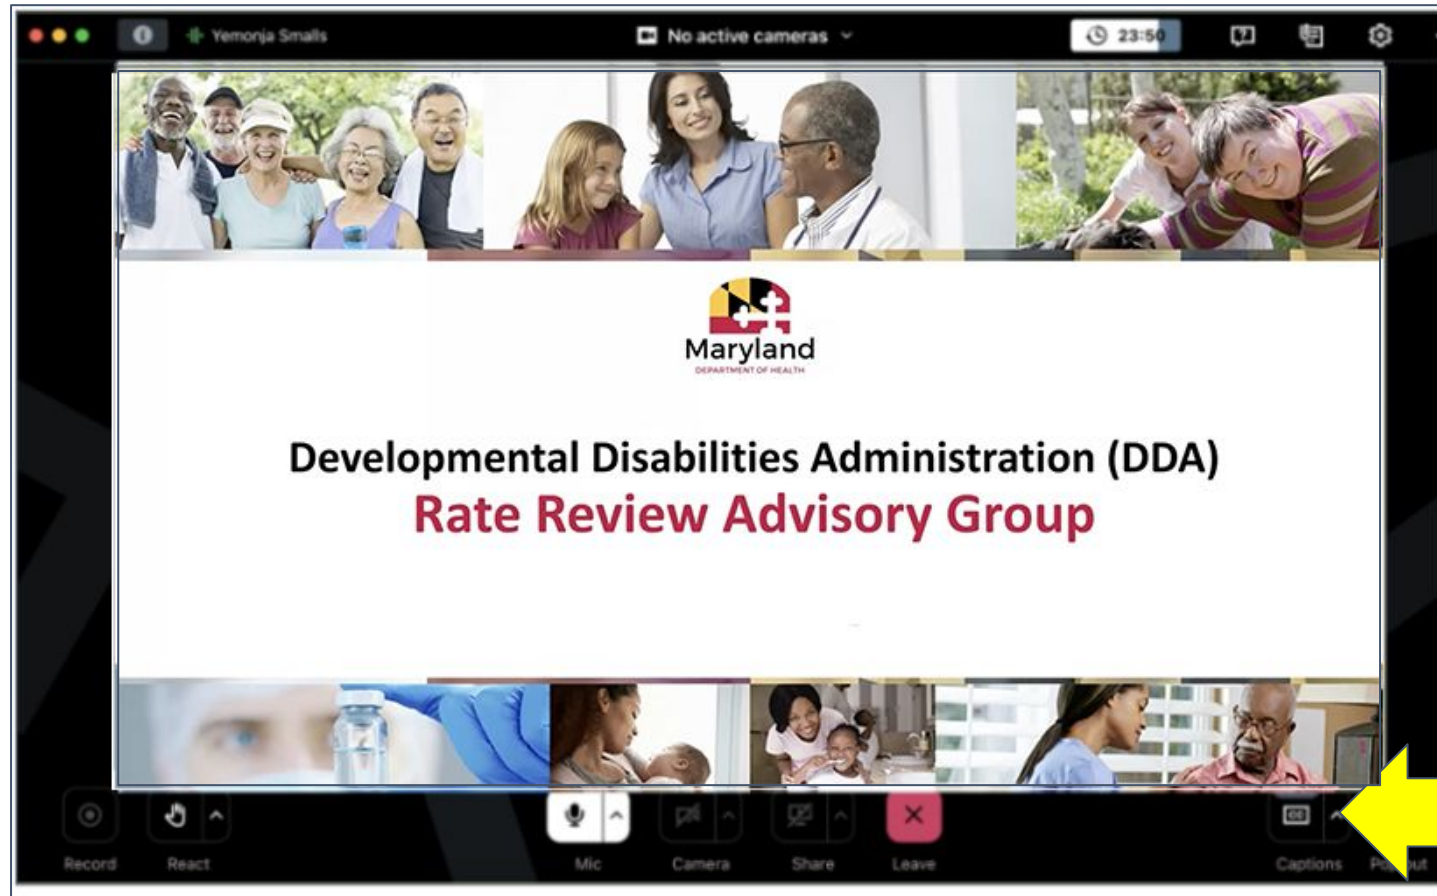 Yemonja Smalls
No active cameras
23:50
Maryland
DEPARTMENT OF HEALTH
Developmental Disabilities Administration (DDA)
Rate Review Advisory Group
CC
Record
React
Mic
Camera
Share
Leave
Captions